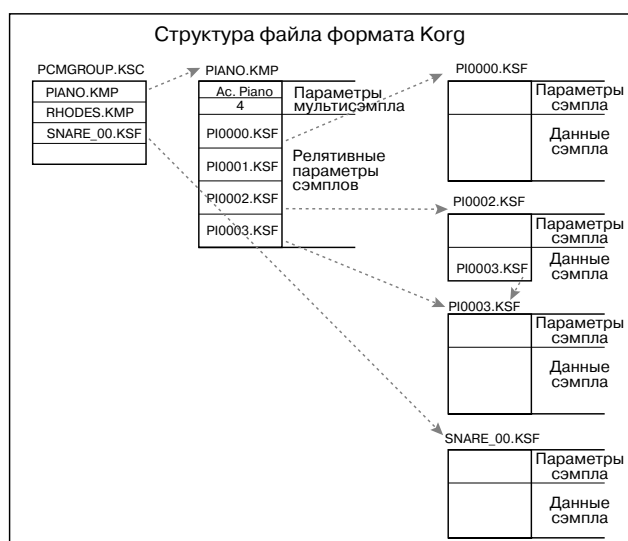 Структура файла формата Korg
PCMGROUP.KSC
PIANO.KMP
RHODES.KMP
SNARE_00.KSF
PIANO.KMP
Ac. Piano
4
Параметры
мультисэмпла
PI0000.KSF
PI0001.KSF
PI0002.KSF
PI0003.KSF
Релятивные
параметры
сэмплов
PI0000.KSF
Параметры
сэмпла
Данные
сэмпла
PI0002.KSF
Параметры
сэмпла
PI0003.KSF
Данные
сэмпла
PI0003.KSF
Параметры
сэмпла
Данные
сэмпла
SNARE_00.KSF
Параметры
сэмпла
Данные
сэмпла